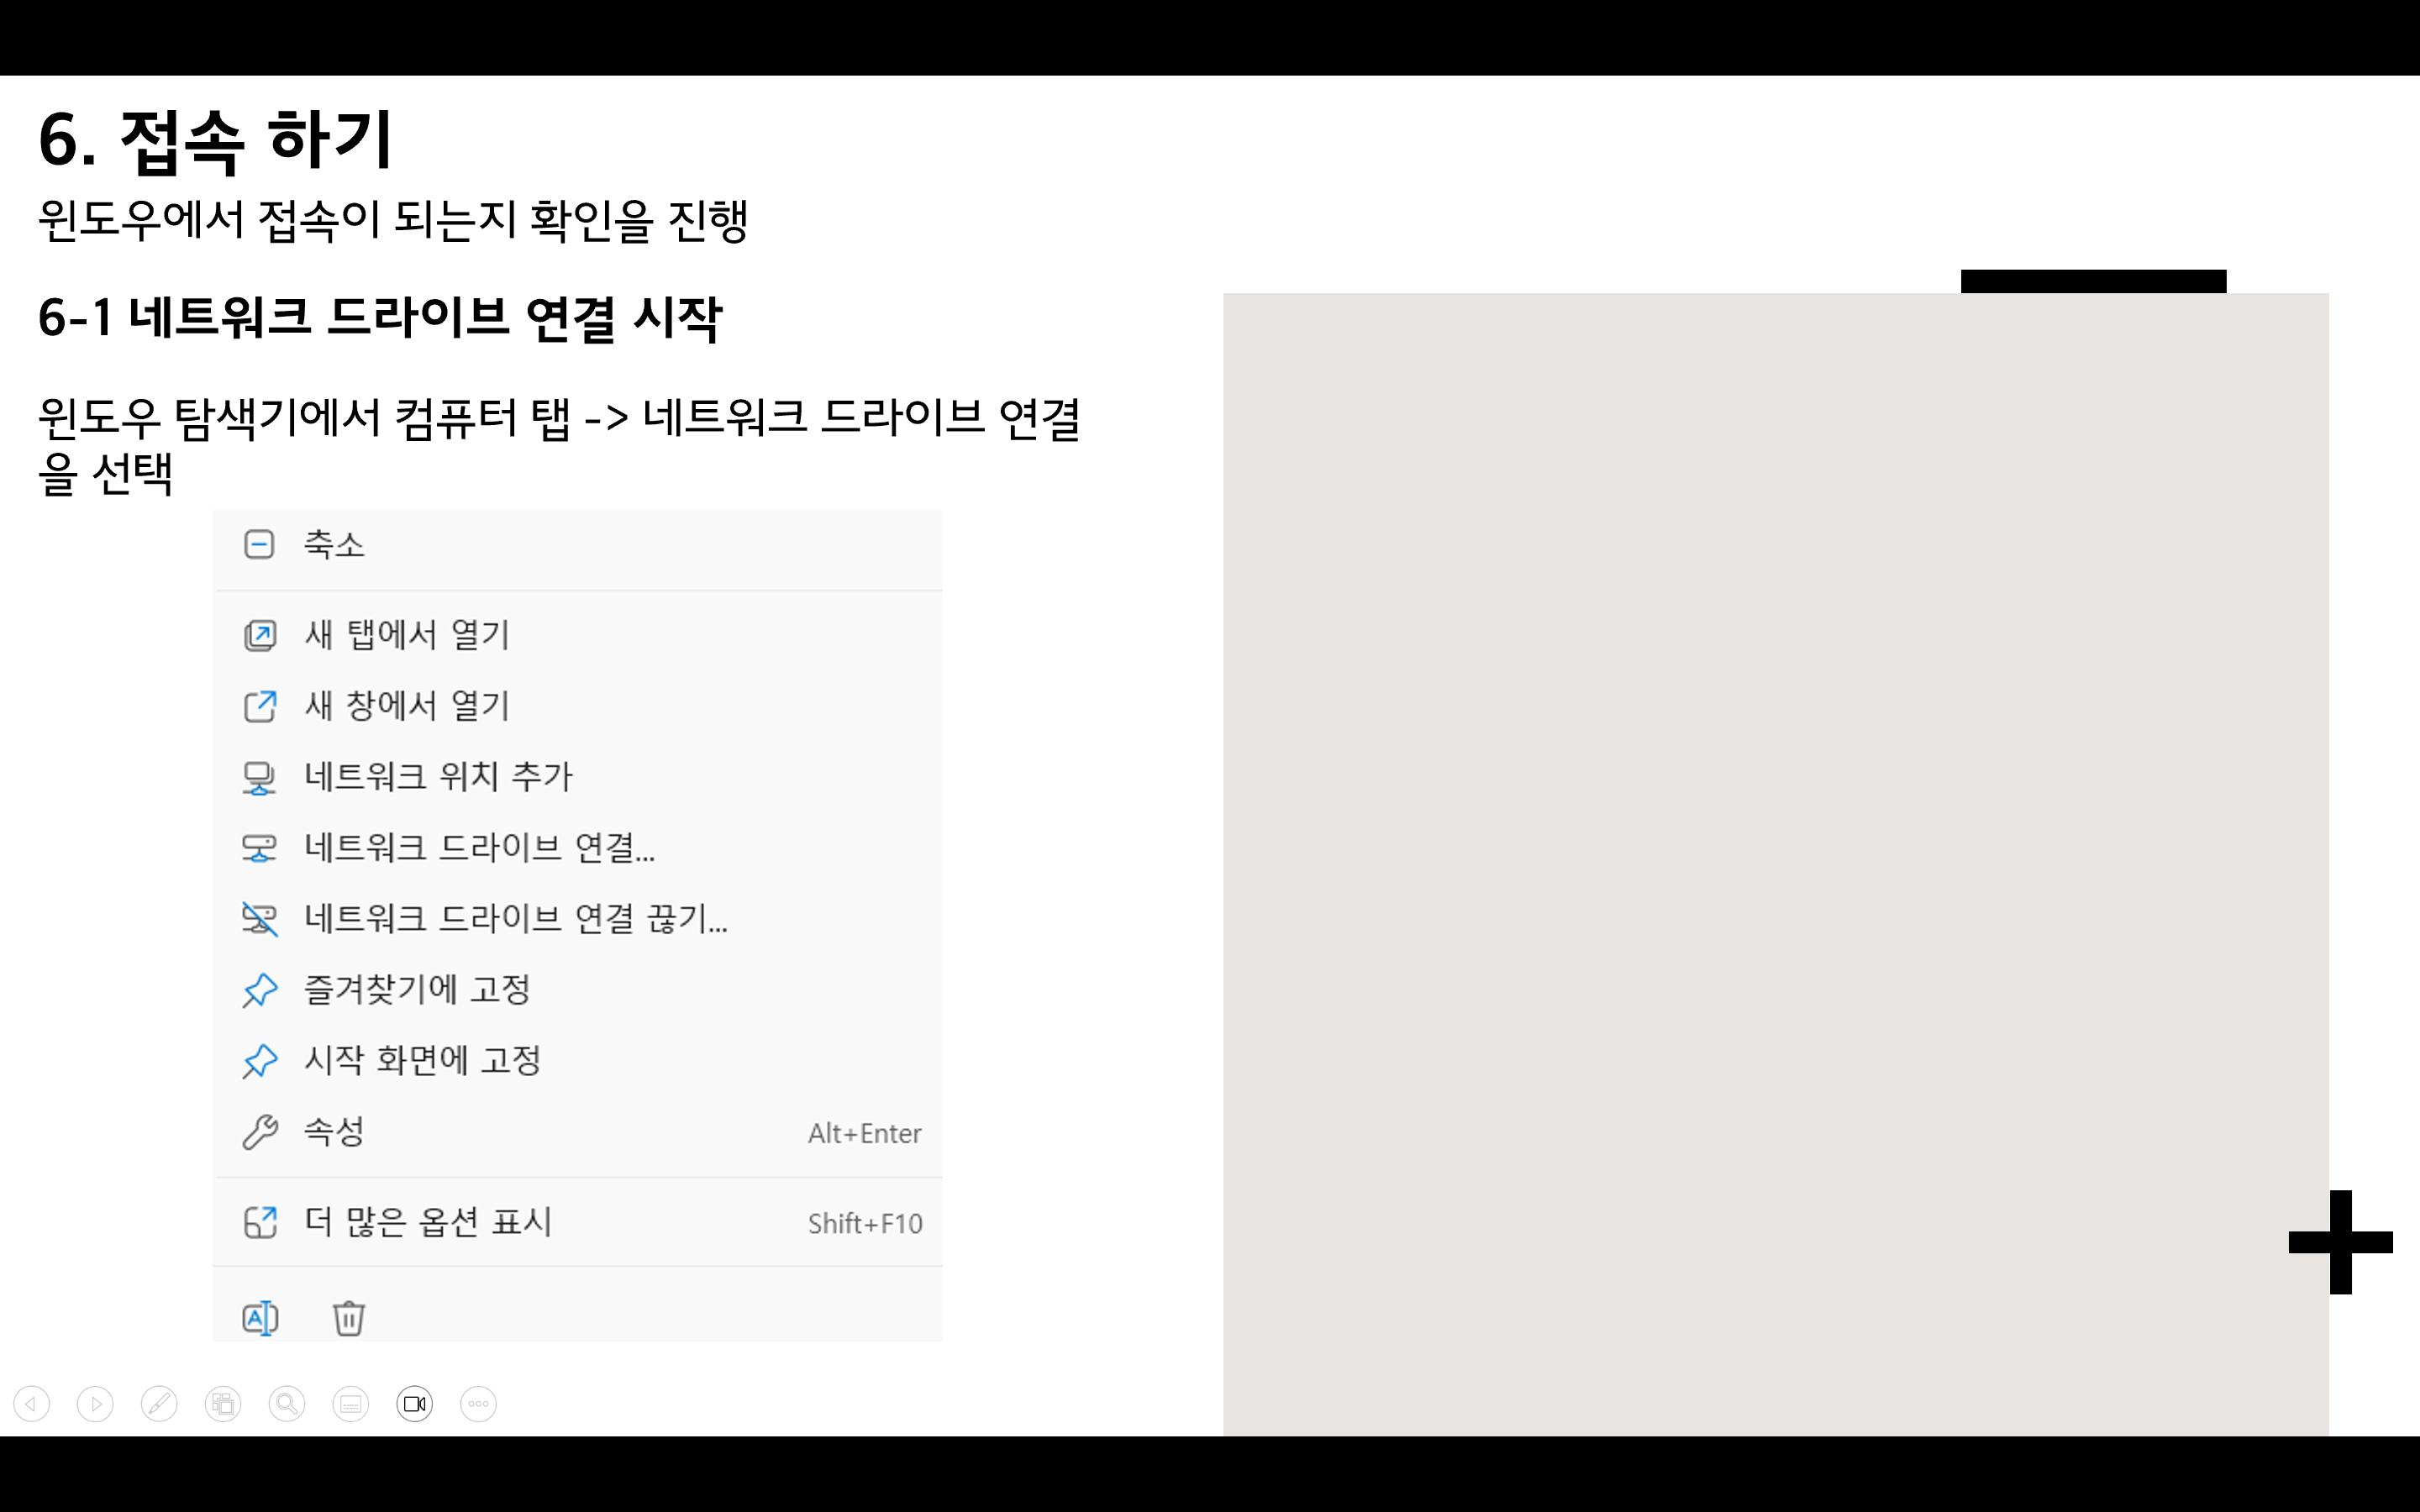 6. 접속 하기
윈도우에서 접속이 되는지 확인을 진행
6-1 네트워크 드라이브 연결 시작
윈도우 탐색기에서 컴퓨터 탭 -> 네트워크 드라이브 연결
을 선택
축소
새 탭에서 열기
새 창에서 열기
네트워크 위치 추가
네트워크 드라이브 연결...
네트워크 드라이브 연결 끊기...
즐겨찾기에 고정
시작 화면에 고정
속성 Alt+Enter
더 많은 옵션 표시 Shift+F10